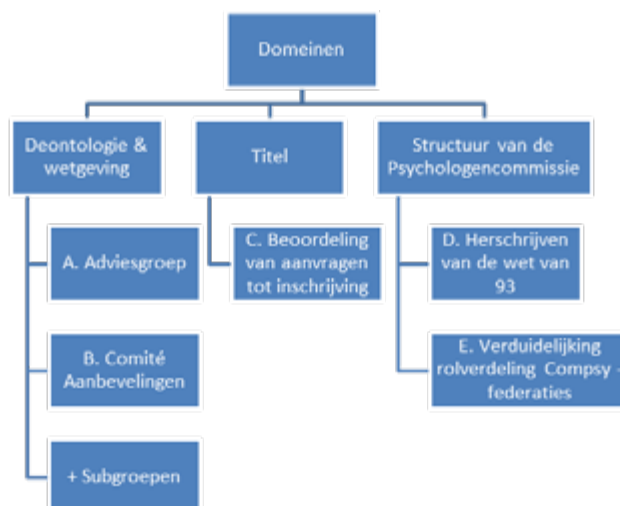 Domeinen
Deontologie &
wetgeving
Titel
Structuur van de
Psychologencommissie
A. Adviesgroep
C. Beoordeling
van aanvragen
tot inschrijving
D. Herschrijven
van de wet van
93
B. Comité
Aanbevelingen
E. Verduidelijking
rolverdeling Compsy -
federaties
+ Subgroepen